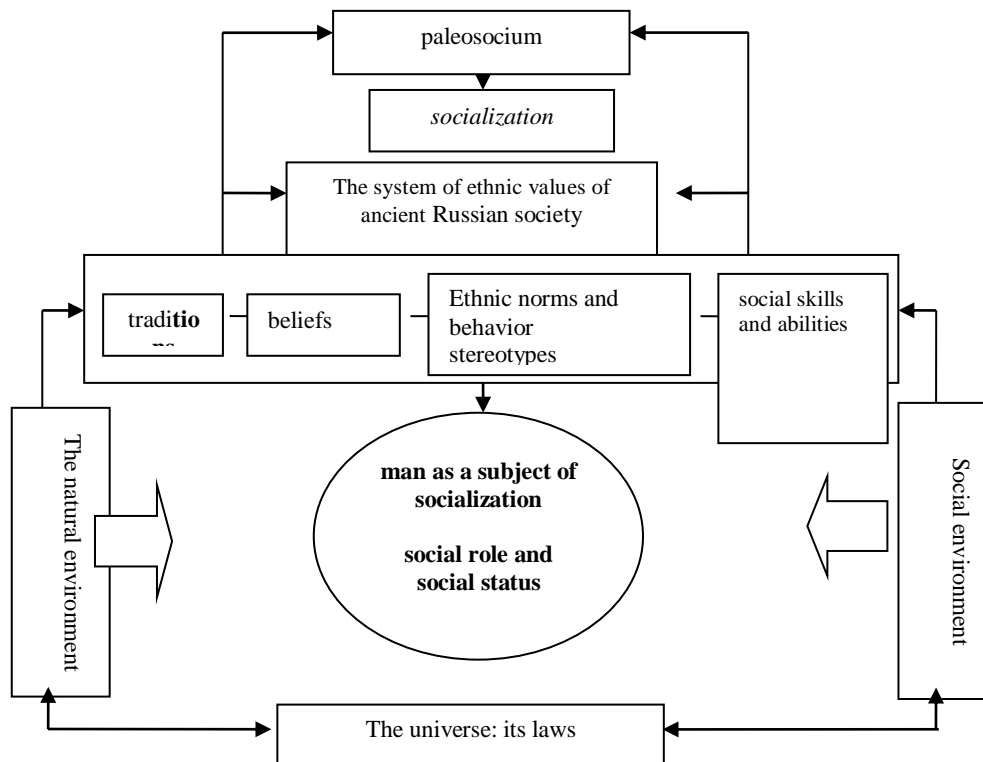 paleosocium
socialization
The system of ethnic values of
ancient Russian society
traditio
ns
beliefs
Ethnic norms and
behavior
stereotypes
social skills
and abilities
The natural environment
man as a subject of
socialization
social role and
social status
Social environment
The universe: its laws